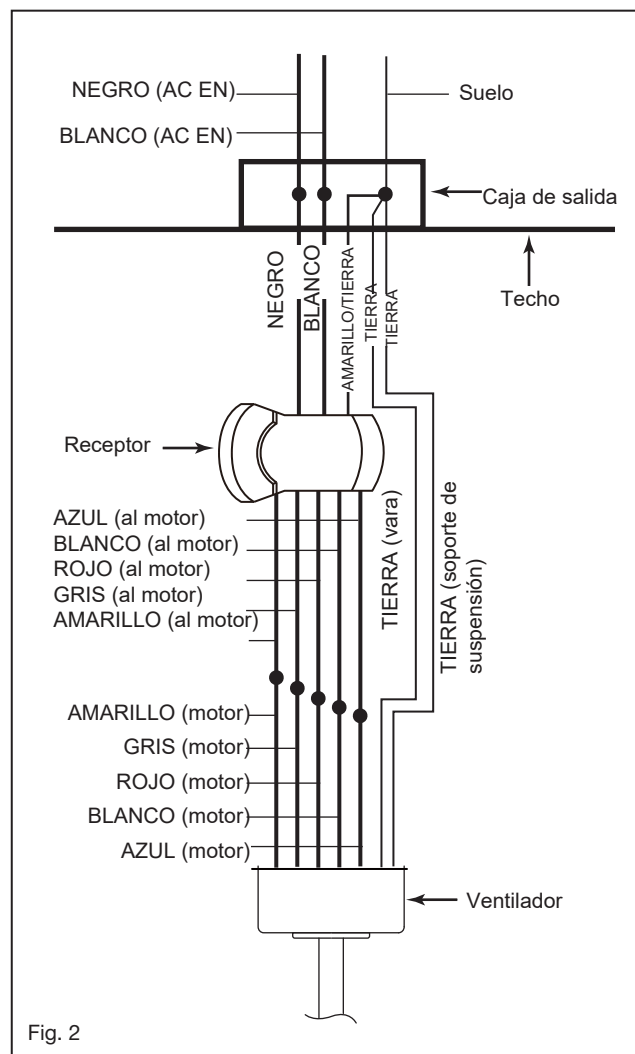 NEGRO (AC EN)
Suelo
BLANCO (AC EN)
Caja de salida
Techo
NEGRO
BLANCO
AMARILLO/TIERRA
TIERRA
TIERRA
Receptor
AZUL (al motor)
BLANCO (al motor)
ROJO (al motor)
GRIS (al motor)
AMARILLO (al motor)
TIERRA (vara)
TIERRA (soporte de
suspensión)
AMARILLO (motor)
GRIS (motor)
ROJO (motor)
BLANCO (motor)
AZUL (motor)
Ventilador
Fig. 2